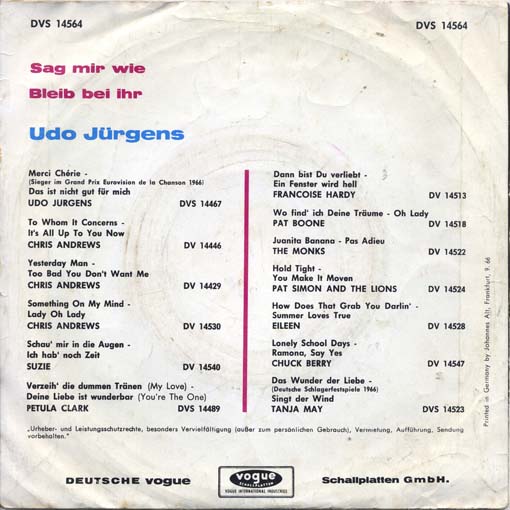 DVS 14564
DVS 14564
Sag mir wie
Bleib bei ihr
Udo Jürgens
Merci Chérie -
(Sieger im Grand Prix Eurovision de la Chanson 1966)
Das ist nicht gut für mich
UDO JURGENS DVS 14467
To Whom It Concerns -
It's All Up To You Now
CHRIS ANDREWS DV 14446
Yesterday Man -
Too Bad You Don't Want Me
CHRIS ANDREWS DV 14429
Something On My Mind -
Lady Oh Lady
CHRIS ANDREWS DV 14530
Schau' mir in die Augen -
Ich hab' noch Zeit
SUZIE DV 14540
Verzeih' die dummen Tränen (My Love) -
Deine Liebe ist wunderbar (You're The One)
PETULA CLARK DVS 14489
Dann bist Du verliebt -
Ein Fenster wird hell
FRANCOISE HARDY DV 14513
Wo find' ich Deine Träume - Oh Lady
PAT BOONE DV 14518
Juanita Banana - Pas Adieu
THE MONKS DV 14522
Hold Tight -
You Make It Moven
PAT SIMON AND THE LIONS DV 14524
How Does That Grab You Darlin' -
Summer Loves True
EILEEN DV 14528
Lonely School Days -
Ramona, Say Yes
CHUCK BERRY DV 14547
Das Wunder der Liebe -
(Deutsche Schlagerfestspiele 1966)
Singt der Wind
TANJA MAY DVS 14523
Printed in Germany by Johannes Alt, Frankfurt, 9. 66
„Urheber- und Leistungsschutzrechte, besonders Vervielfältigung (außer zum persönlichen Gebrauch), Vermietung, Aufführung, Sendung
vorbehalten."
DEUTSCHE VOGUE
vogue
SCHALLPLATTEN
VOGUE INTERNATIONAL INDUSTRIES
Schallplatten GmbH.